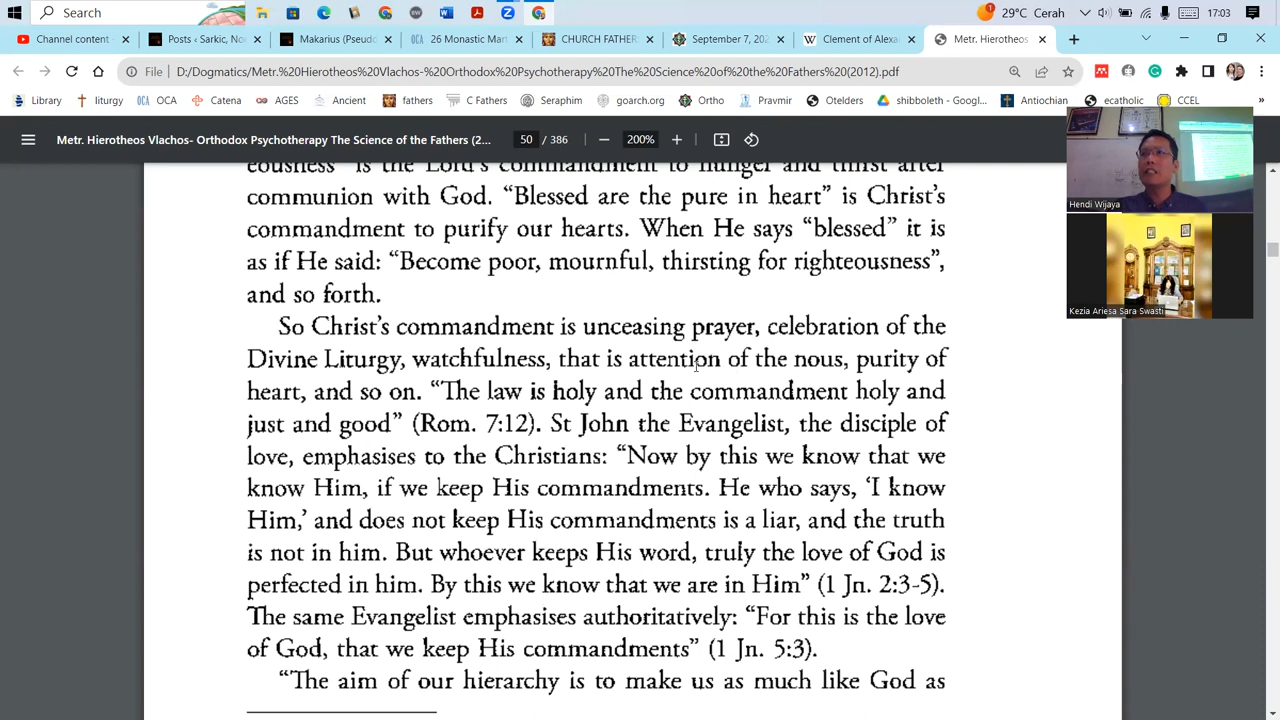 Search
29°C Cerah
17:03
Channel content -
Posts ‹ Sarkic, No
Makarius (Pseudo
26 Monastic Mart
CHURCH FATHER
September 7, 202
Clement of Alexa
Metr. Hierotheos
File
D:/Dogmatics/Metr.%20Hierotheos%20Vlachos-%20Orthodox%20Psychotherapy%20The%20Science%20of%20the%20Fathers%20(2012).pdf
Library
liturgy
OCA
Catena
AGES
Ancient
fathers
C Fathers
Seraphim
goarch.org
Ortho
Pravmir
Otelders
shibboleth - Googl...
Antiochian
ecatholic
CCEL
Metr. Hierotheos Vlachos- Orthodox Psychotherapy The Science of the Fathers (2...
50 / 386
200%
eousness" is the Lord's commandment to hunger and thirst after
communion with God. “Blessed are the pure in heart” is Christ’s
commandment to purify our hearts. When He says “blessed” it is
as if He said: “Become poor, mournful, thirsting for righteousness”,
and so forth.
So Christ’s commandment is unceasing prayer, celebration of the
Divine Liturgy, watchfulness, that is attention of the nous, purity of
heart, and so on. “The law is holy and the commandment holy and
just and good” (Rom. 7:12). St John the Evangelist, the disciple of
love, emphasises to the Christians: “Now by this we know that we
know Him, if we keep His commandments. He who says, ‘I know
Him,’ and does not keep His commandments is a liar, and the truth
is not in him. But whoever keeps His word, truly the love of God is
perfected in him. By this we know that we are in Him” (1 Jn. 2:3-5).
The same Evangelist emphasises authoritatively: “For this is the love
of God, that we keep His commandments” (1 Jn. 5:3).
“The aim of our hierarchy is to make us as much like God as
Hendi Wijaya
Kezia Ariesa Sara Swasti